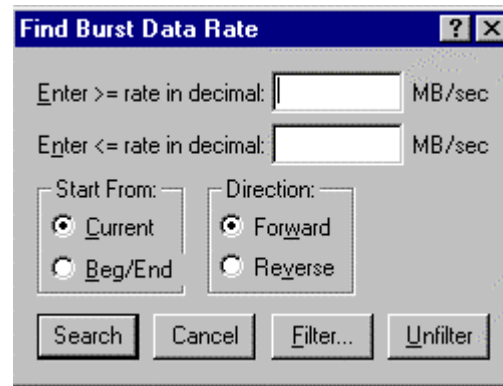 Find Burst Data Rate ? X
Enter >= rate in decimal: MB/sec
Enter <= rate in decimal: MB/sec
Start From: Direction:
Current Forward
Beg/End Reverse
Search Cancel Filter... Unfilter